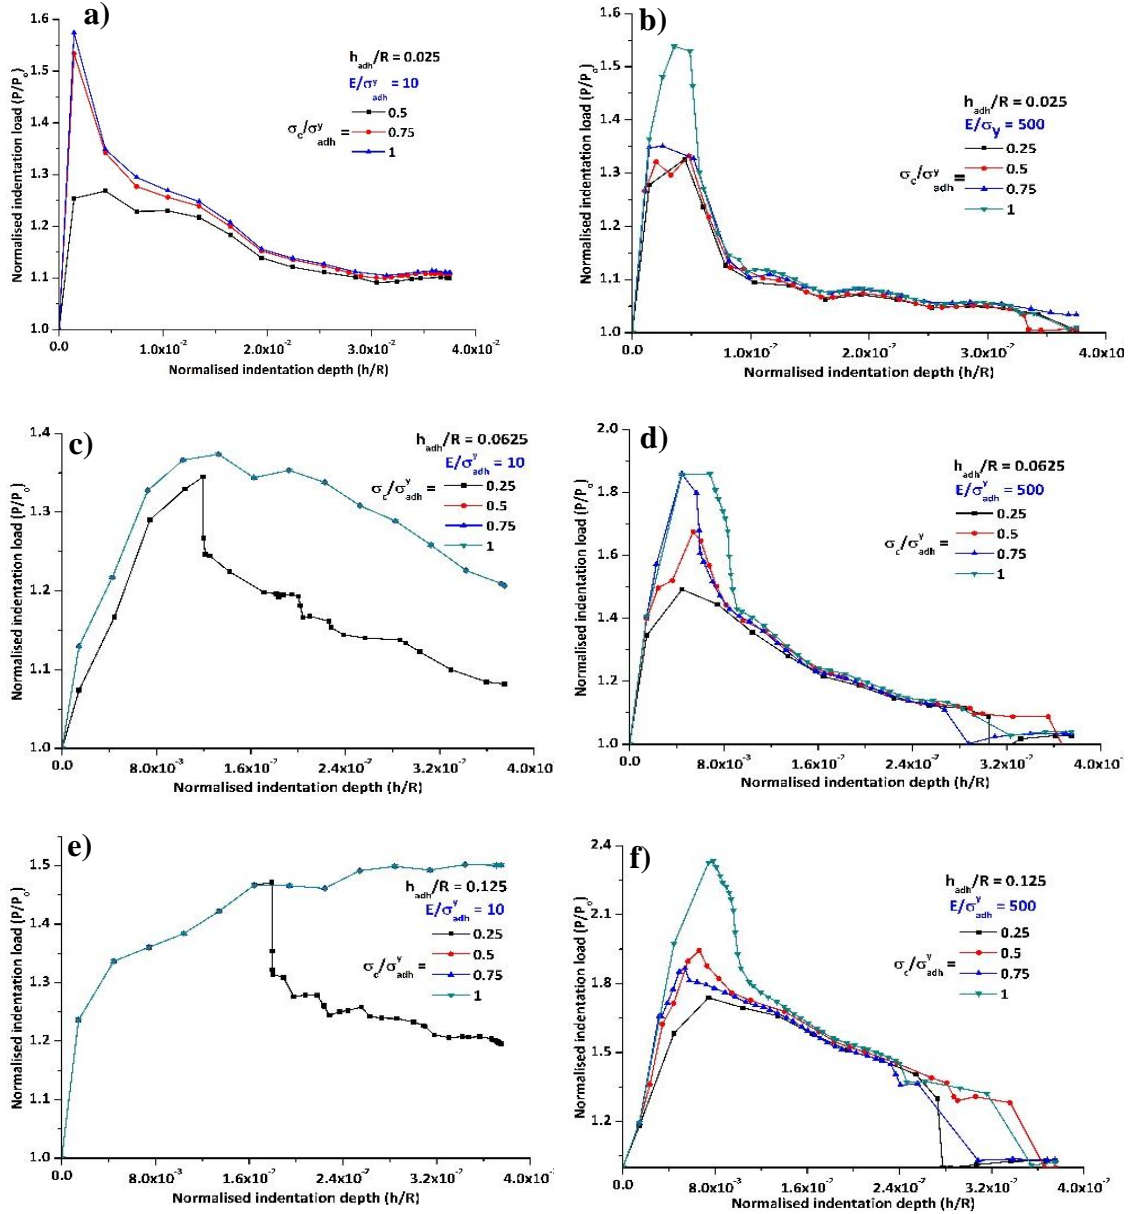 a)
Normalised indentation load (P/Pₒ)
1.6
1.5
1.4
1.3
1.2
1.1
1.0
h_adh/R = 0.025
E/σ^y_adh = 10
σ_c/σ^y_adh =
0.5
0.75
1
0.0
1.0x10⁻²
2.0x10⁻²
3.0x10⁻²
4.0x10⁻²
Normalised indentation depth (h/R)
b)
Normalised indentation load (P/Pₒ)
1.6
1.5
1.4
1.3
1.2
1.1
1.0
h_adh/R = 0.025
E/σ_y = 500
σ_c/σ^y_adh =
0.25
0.5
0.75
1
0.0
1.0x10⁻²
2.0x10⁻²
3.0x10⁻²
4.0x10
Normalised indentation depth (h/R)
c)
Normalised indentation load (P/Pₒ)
1.4
1.3
1.2
1.1
1.0
h_adh/R = 0.0625
E/σ^y_adh = 10
σ_c/σ^y_adh =
0.25
0.5
0.75
1
0.0
8.0x10⁻³
1.6x10⁻²
2.4x10⁻²
3.2x10⁻²
4.0x10
Normalised indentation depth (h/R)
d)
Normalised indentation load (P/Pₒ)
2.0
1.8
1.6
1.4
1.2
1.0
h_adh/R = 0.0625
E/σ^y_adh = 500
σ_c/σ^y_adh =
0.25
0.5
0.75
1
0.0
8.0x10⁻³
1.6x10⁻²
2.4x10⁻²
3.2x10⁻²
4.0x10
Normalised indentation depth (h/R)
e)
Normalised indentation load (P/Pₒ)
1.5
1.4
1.3
1.2
1.1
1.0
h_adh/R = 0.125
E/σ^y_adh = 10
σ_c/σ^y_adh =
0.25
0.5
0.75
1
0.0
8.0x10⁻³
1.6x10⁻²
2.4x10⁻²
3.2x10⁻²
4.0x10⁻
Normalised indentation depth (h/R)
f)
Normalised indentation load (P/Pₒ)
2.4
2.1
1.8
1.5
1.2
h_adh/R = 0.125
E/σ^y_adh = 500
σ_c/σ^y_adh =
0.25
0.5
0.75
1
0.0
8.0x10⁻³
1.6x10⁻²
2.4x10⁻²
3.2x10⁻²
4.0x10
Normalised indentation depth (h/R)